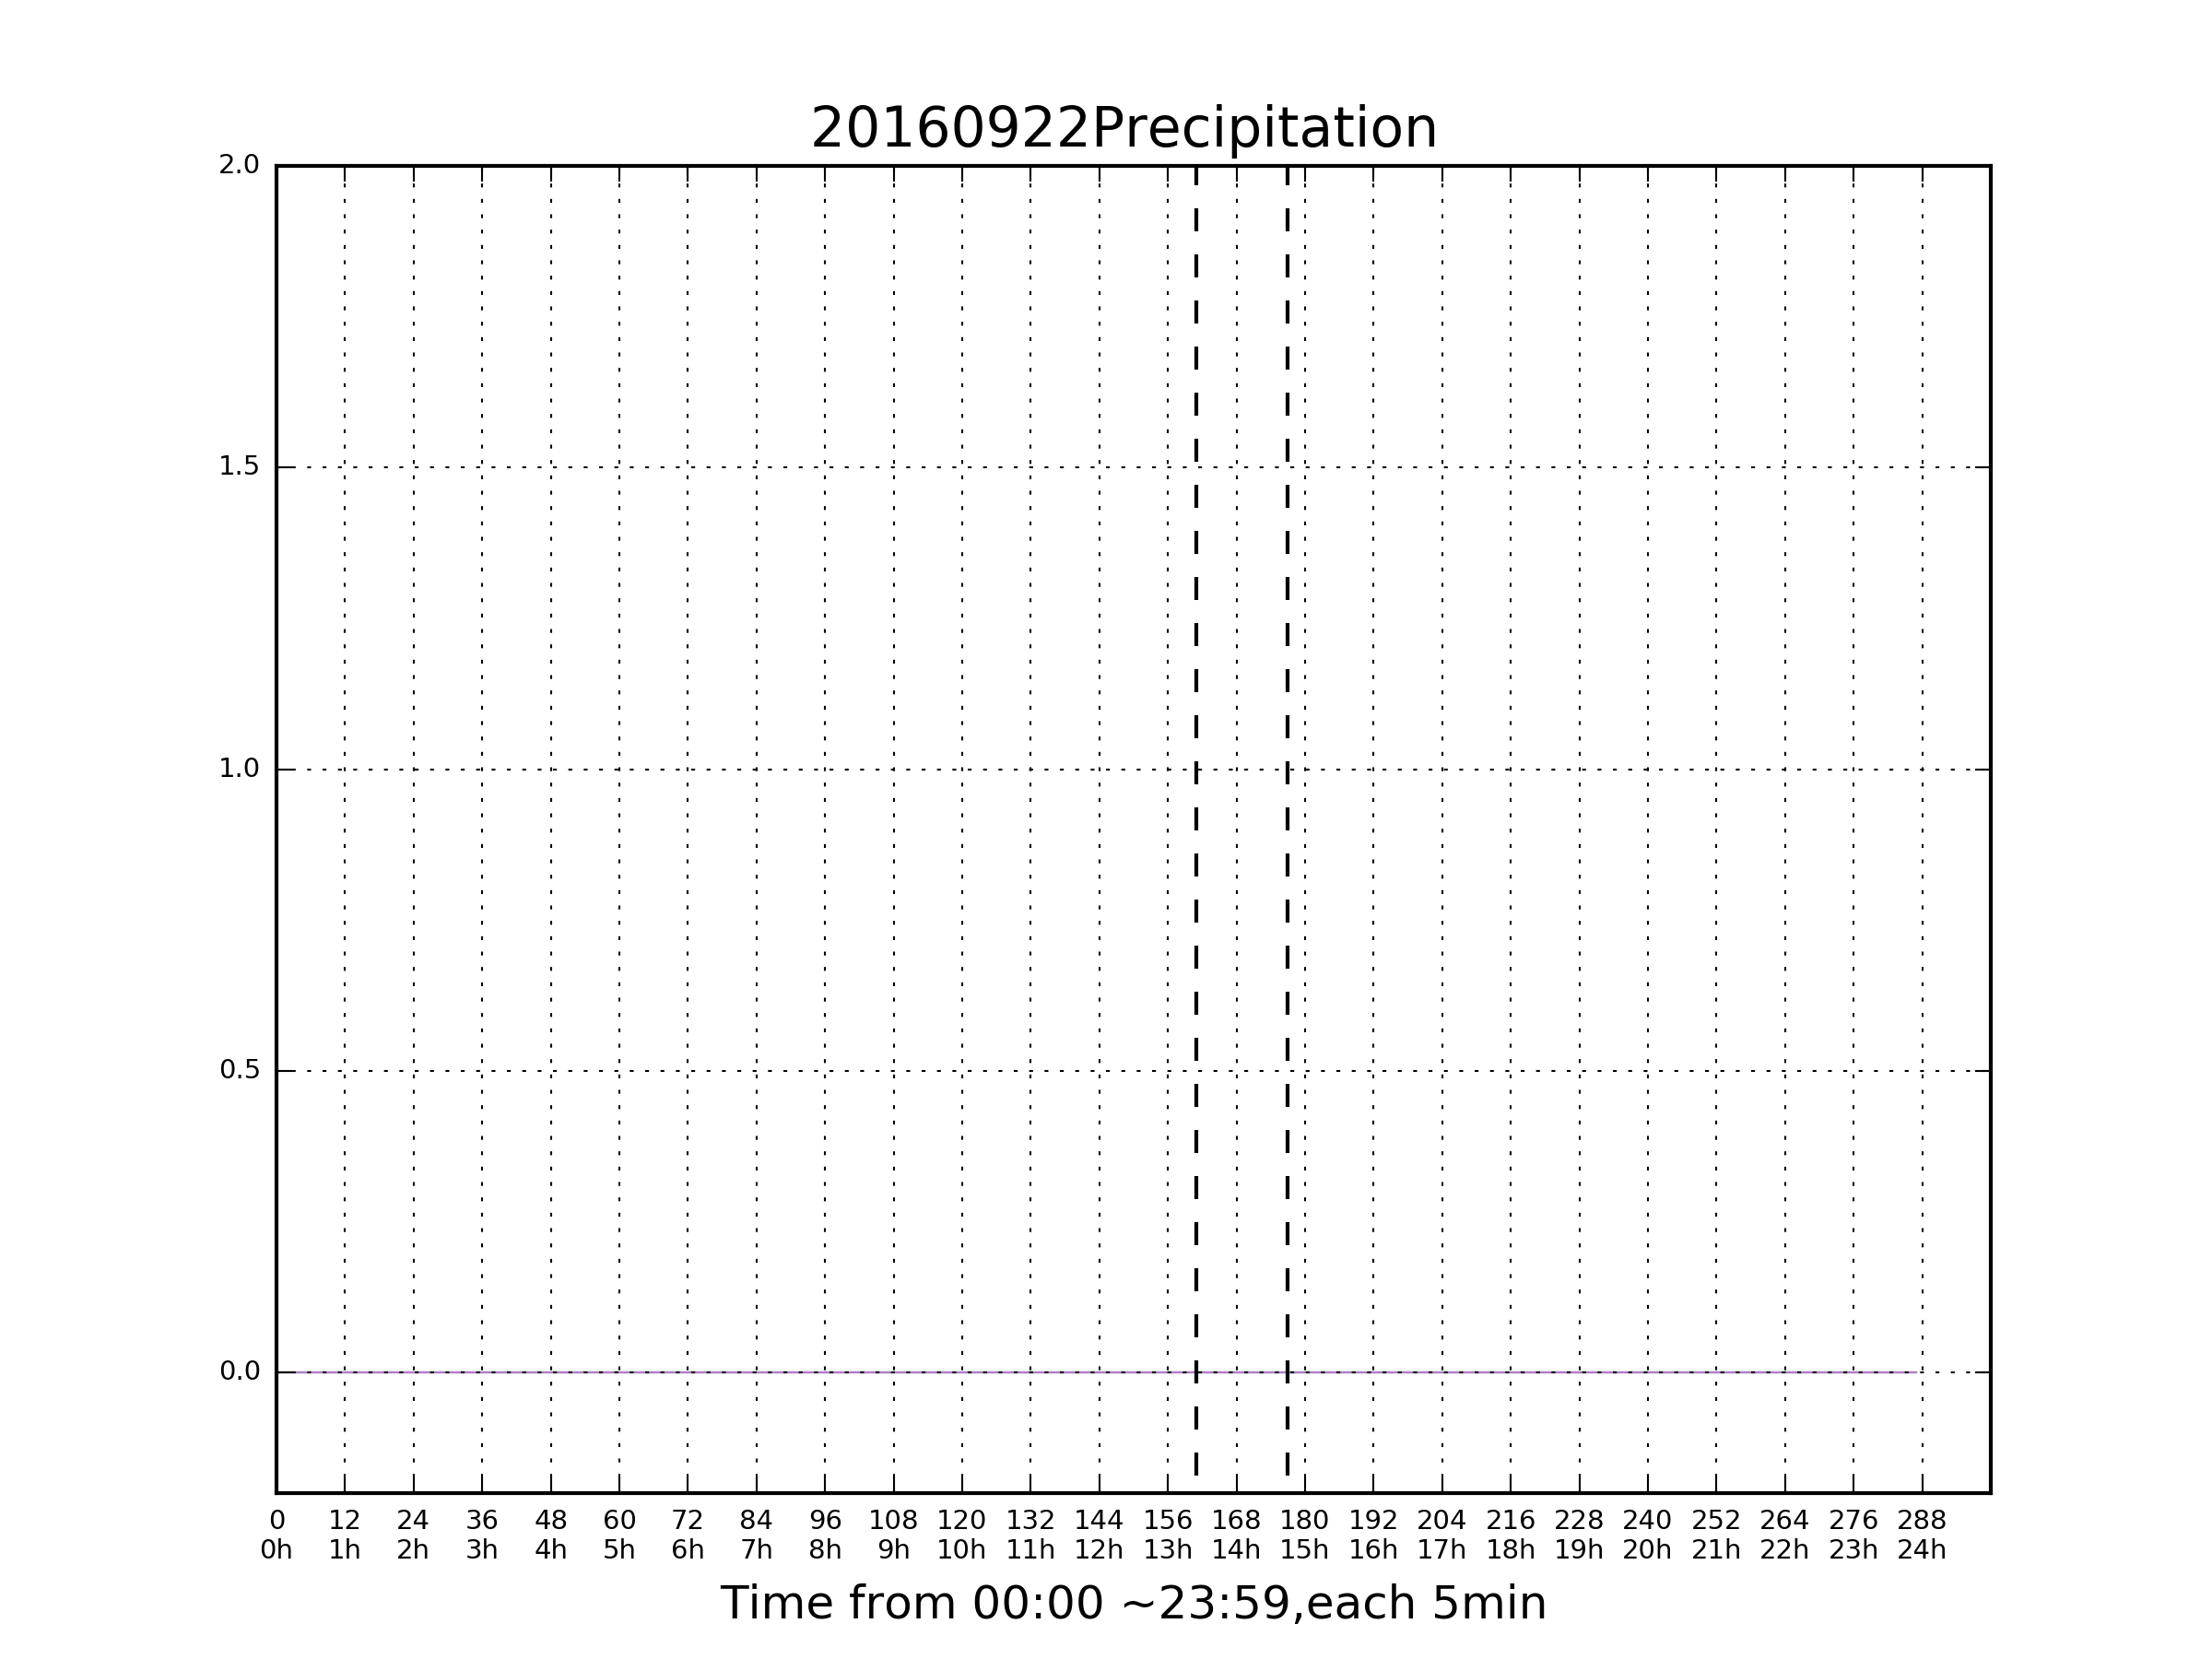 20160922Precipitation
2.0
1.5
1.0
0.5
0.0
0 12 24 36 48 60 72 84 96 108 120 132 144 156 168 180 192 204 216 228 240 252 264 276 288
0h 1h 2h 3h 4h 5h 6h 7h 8h 9h 10h 11h 12h 13h 14h 15h 16h 17h 18h 19h 20h 21h 22h 23h 24h
Time from 00:00 ~23:59,each 5min